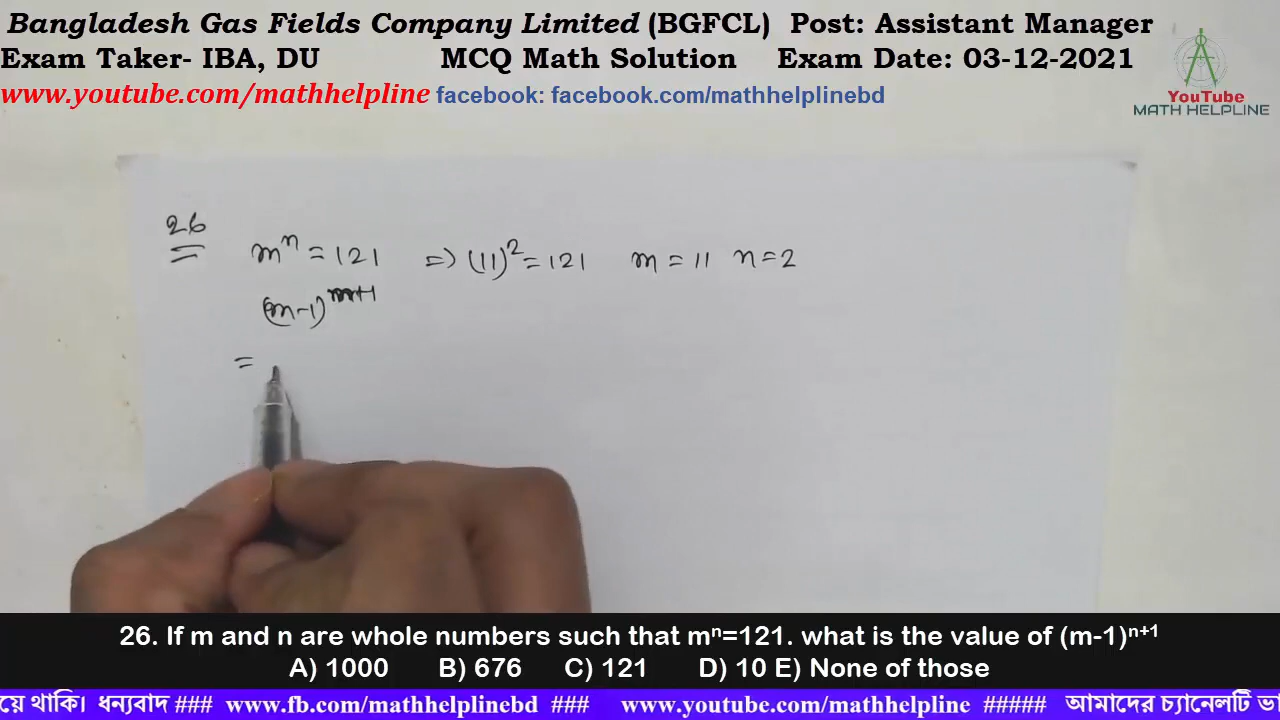 Bangladesh Gas Fields Company Limited (BGFCL) Post: Assistant Manager
Exam Taker- IBA, DU MCQ Math Solution Exam Date: 03-12-2021
www.youtube.com/mathhelpline facebook: facebook.com/mathhelplinebd
YouTube
MATH HELPLINE
26
mⁿ = 121 => (11)² = 121 m = 11 n = 2
(m-1)ⁿ⁺¹
=
26. If m and n are whole numbers such that mⁿ=121. what is the value of (m-1)ⁿ⁺¹
A) 1000 B) 676 C) 121 D) 10 E) None of those
য়ে থাকি। ধন্যবাদ ### www.fb.com/mathhelplinebd ### www.youtube.com/mathhelpline ##### আমাদের চ্যানেলটি ভা